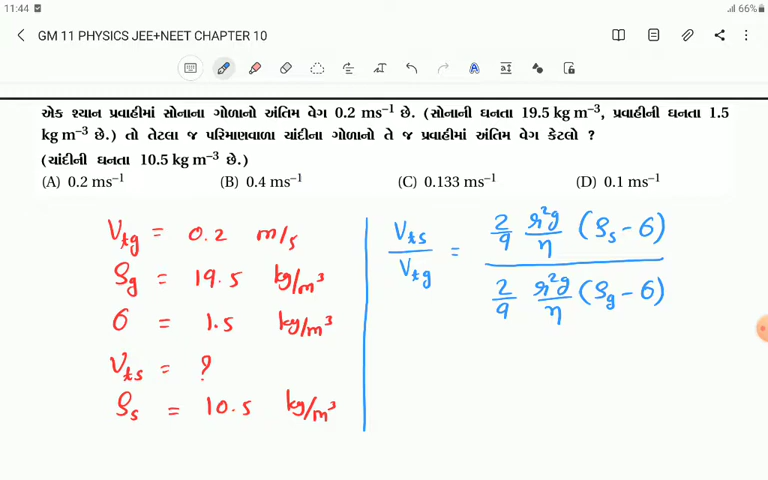 11:44
66%
GM 11 PHYSICS JEE+NEET CHAPTER 10
એક શ્યાન પ્રવાહીમાં સોનાના ગોળાનો અંતિમ વેગ 0.2 ms⁻¹ છે. (સોનાની ઘનતા 19.5 kg m⁻³, પ્રવાહીની ઘનતા 1.5
kg m⁻³ છે.) તો તેટલા જ પરિમાણવાળા ચાંદીના ગોળાનો તે જ પ્રવાહીમાં અંતિમ વેગ કેટલો ?
(ચાંદીની ઘનતા 10.5 kg m⁻³ છે.)
(A) 0.2 ms⁻¹ (B) 0.4 ms⁻¹ (C) 0.133 ms⁻¹ (D) 0.1 ms⁻¹
V_tg = 0.2 m/s
ρ_g = 19.5 kg/m³
σ = 1.5 kg/m³
V_ts = ?
ρ_s = 10.5 kg/m³
V_ts / V_tg = (2/9 r²g/η (ρ_s - σ)) / (2/9 r²g/η (ρ_g - σ))